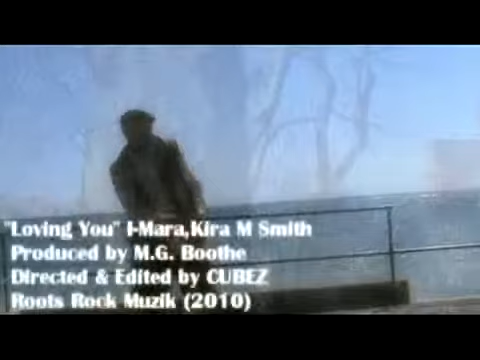 "Loving You" I-Mara,Kira M Smith
Produced by M.G. Boothe
Directed & Edited by CUBEZ
Roots Rock Muzik (2010)